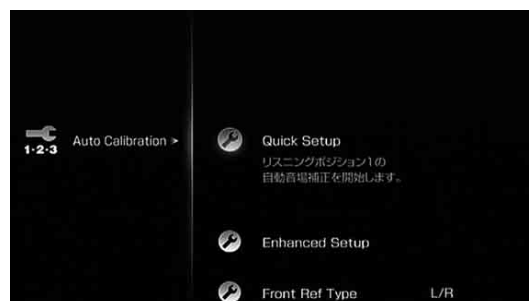 1·2·3
Auto Calibration ▸
Quick Setup
リスニングポジション1の
自動音場補正を開始します。
Enhanced Setup
Front Ref Type L/R